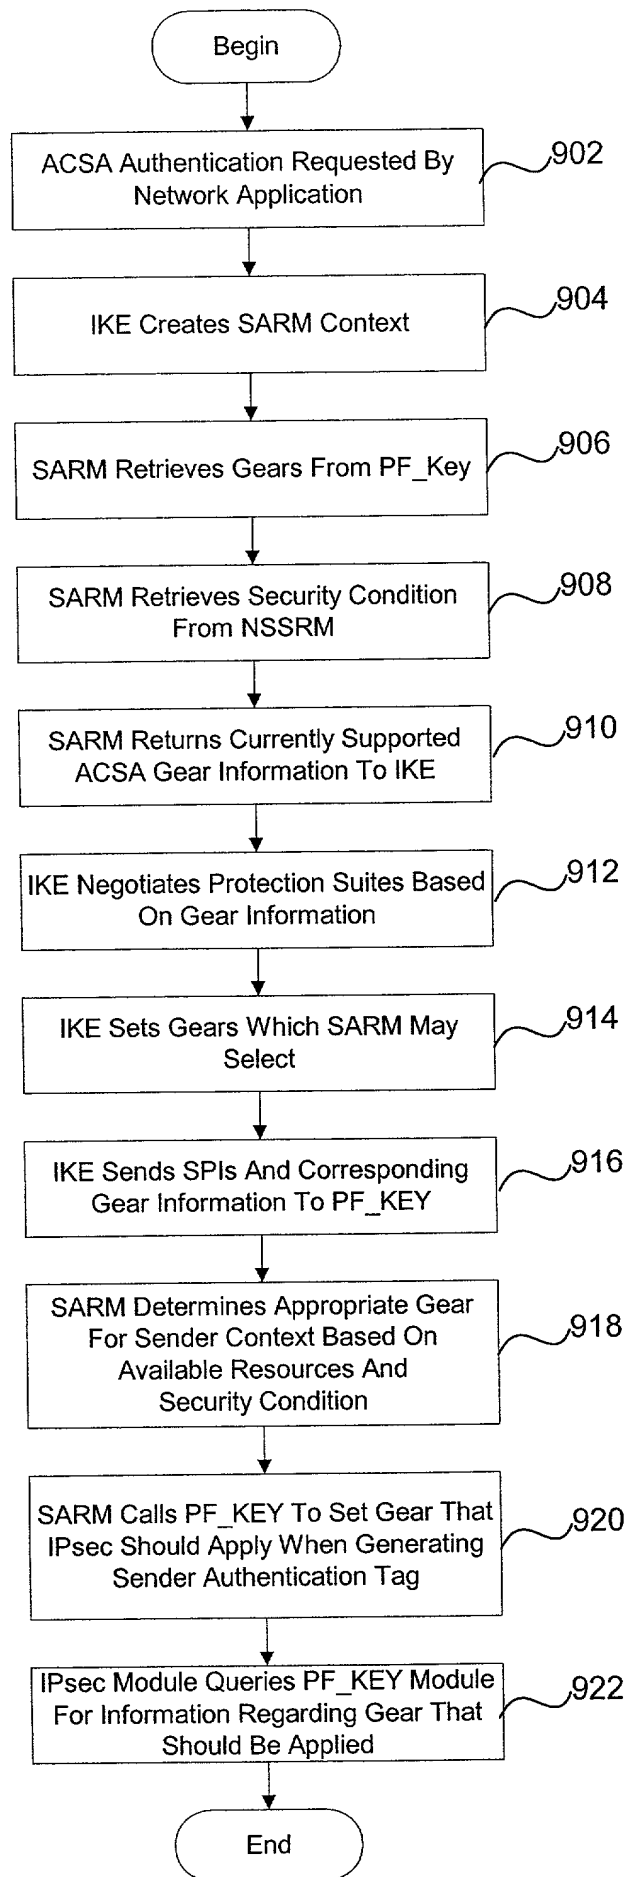 Begin
ACSA Authentication Requested By
Network Application
902
IKE Creates SARM Context
904
SARM Retrieves Gears From PF_Key
906
SARM Retrieves Security Condition
From NSSRM
908
SARM Returns Currently Supported
ACSA Gear Information To IKE
910
IKE Negotiates Protection Suites Based
On Gear Information
912
IKE Sets Gears Which SARM May
Select
914
IKE Sends SPIs And Corresponding
Gear Information To PF_KEY
916
SARM Determines Appropriate Gear
For Sender Context Based On
Available Resources And
Security Condition
918
SARM Calls PF_KEY To Set Gear That
IPsec Should Apply When Generating
Sender Authentication Tag
920
IPsec Module Queries PF_KEY Module
For Information Regarding Gear That
Should Be Applied
922
End